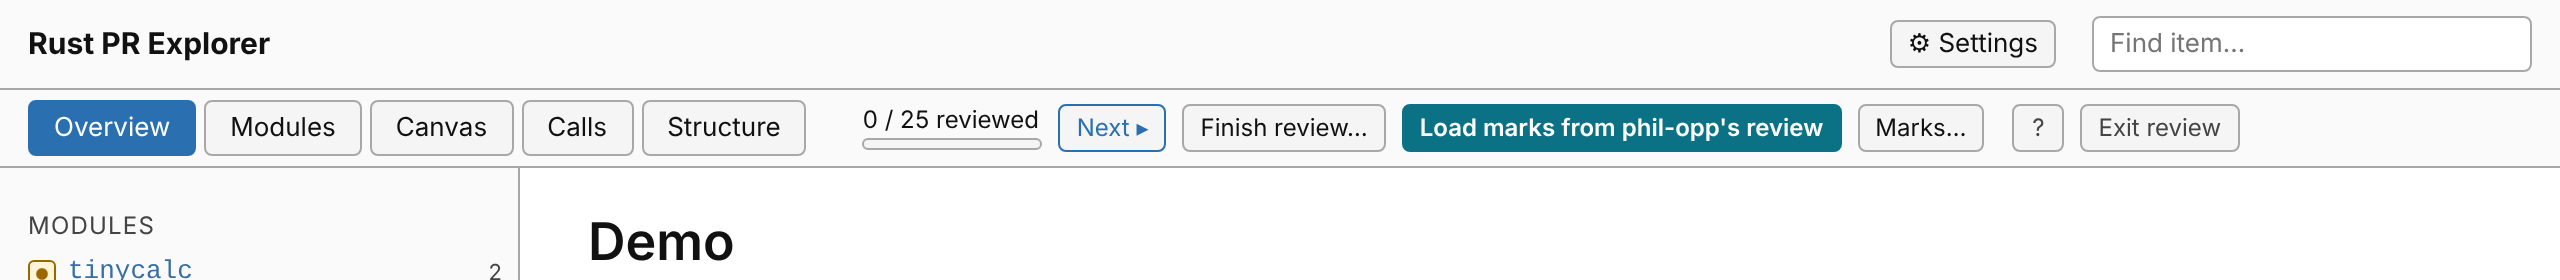 Rust PR Explorer
⚙ Settings
Find item...
Overview Modules Canvas Calls Structure
0 / 25 reviewed
Next ▸
Finish review...
Load marks from phil-opp's review
Marks...
?
Exit review
MODULES
tinycalc 2
Demo